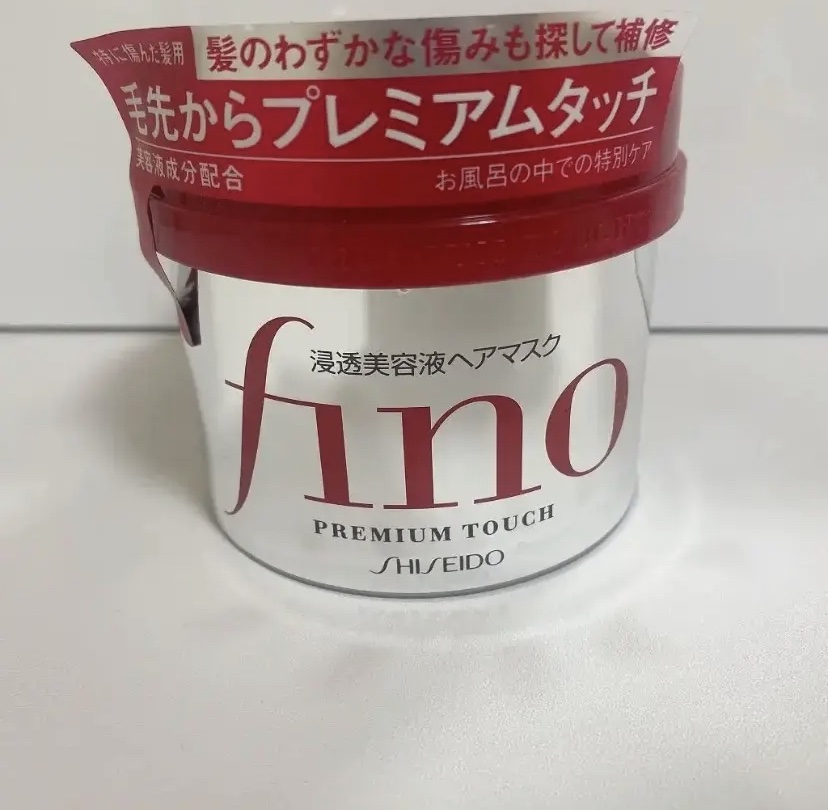 特に傷んだ髪用
髪のわずかな傷みも探して補修
毛先からプレミアムタッチ
美容液成分配合
お風呂の中での特別ケア
浸透美容液ヘアマスク
fino
PREMIUM TOUCH
SHISEIDO